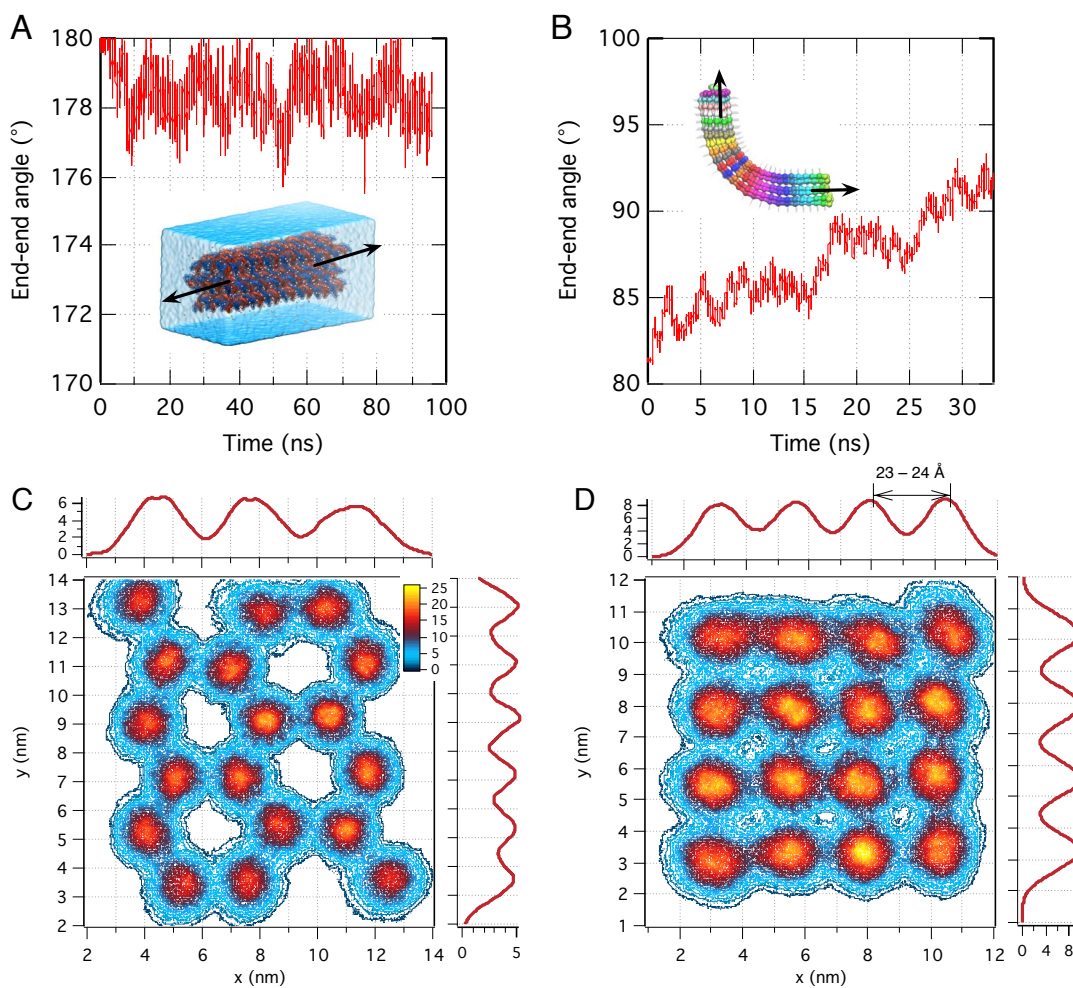 A
End-end angle (°)
180
178
176
174
172
170
0 20 40 60 80 100
Time (ns)
B
End-end angle (°)
100
95
90
85
80
0 5 10 15 20 25 30
Time (ns)
C
6
4
2
0
y (nm)
14
13
12
11
10
9
8
7
6
5
4
3
2
25
20
15
10
5
0
2 4 6 8 10 12 14
x (nm)
0 5
D
23 – 24 Å
8
6
4
2
0
y (nm)
12
11
10
9
8
7
6
5
4
3
2
1
2 4 6 8 10 12
x (nm)
0 4 8